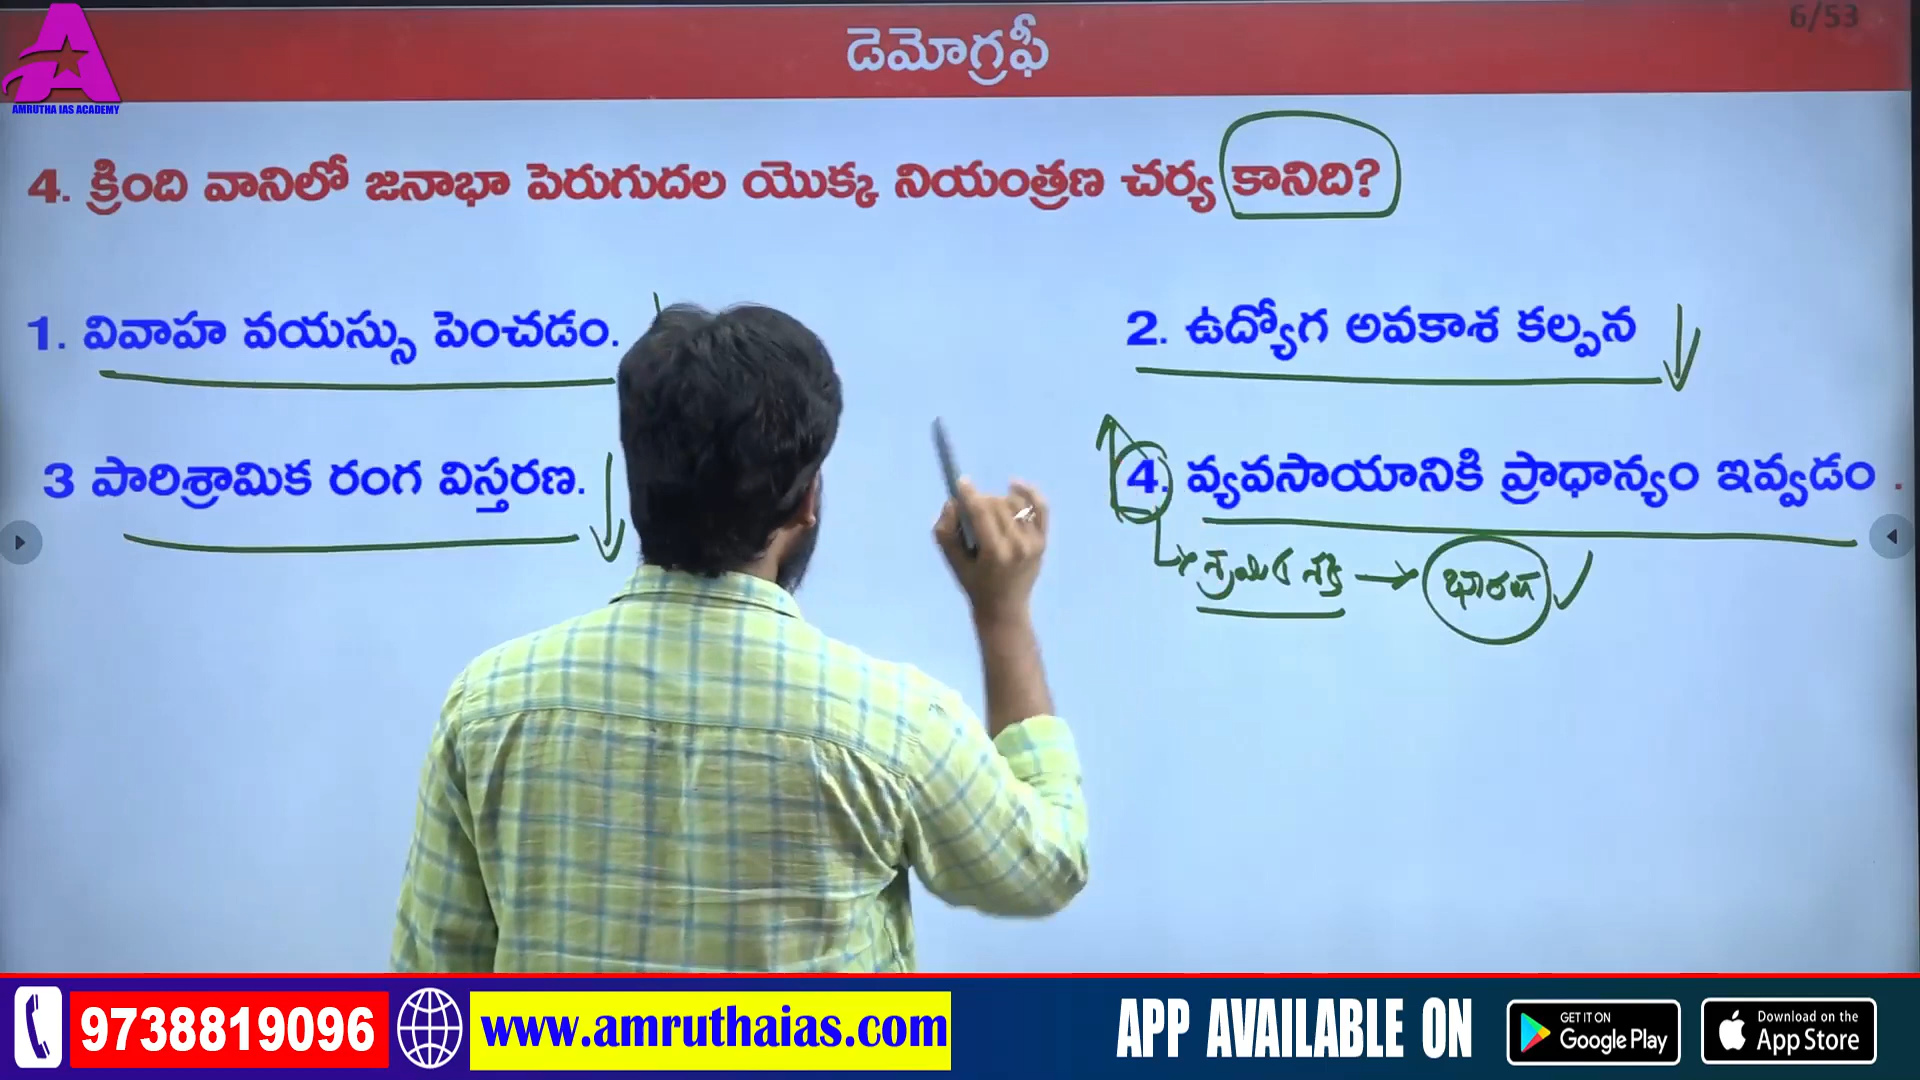 6/53
డెమోగ్రఫీ
AMRUTHA IAS ACADEMY
4. క్రింది వానిలో జనాభా పెరుగుదల యొక్క నియంత్రణ చర్య కానిది?
1. వివాహ వయస్సు పెంచడం.
2. ఉద్యోగ అవకాశ కల్పన
3 పారిశ్రామిక రంగ విస్తరణ.
4. వ్యవసాయానికి ప్రాధాన్యం ఇవ్వడం .
9738819096
www.amruthaias.com
APP AVAILABLE ON
GET IT ON
Google Play
Download on the
App Store